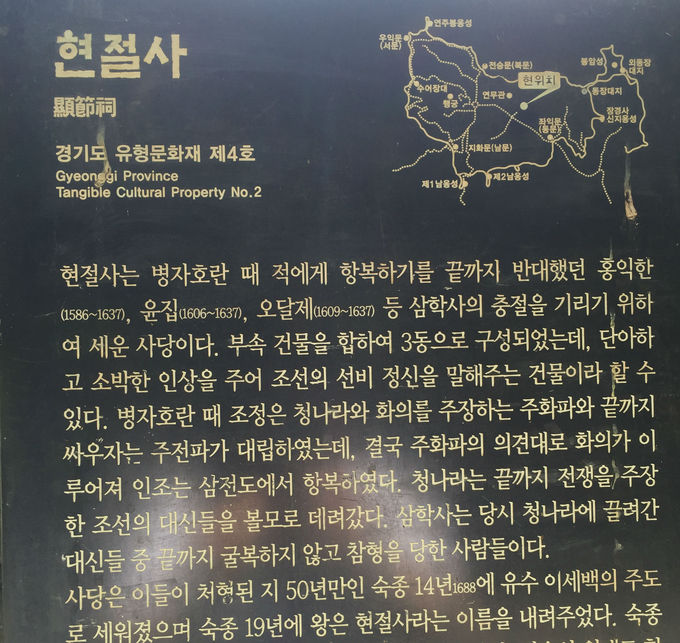 현절사
顯節祠
경기도 유형문화재 제4호
Gyeonggi Province
Tangible Cultural Property No.2
연주봉옹성
우익문
(서문)
전승문(북문)
현위치
봉암성
외동장
대지
수어장대
행궁
연무관
동장대지
장경사
신지옹성
좌익문
(동문)
지화문(남문)
제1남옹성
제2남옹성
현절사는 병자호란 때 적에게 항복하기를 끝까지 반대했던 홍익한
(1586~1637), 윤집(1606~1637), 오달제(1609~1637) 등 삼학사의 충절을 기리기 위하
여 세운 사당이다. 부속 건물을 합하여 3동으로 구성되었는데, 단아하
고 소박한 인상을 주어 조선의 선비 정신을 말해주는 건물이라 할 수
있다. 병자호란 때 조정은 청나라와 화의를 주장하는 주화파와 끝까지
싸우자는 주전파가 대립하였는데, 결국 주화파의 의견대로 화의가 이
루어져 인조는 삼전도에서 항복하였다. 청나라는 끝까지 전쟁을 주장
한 조선의 대신들을 볼모로 데려갔다. 삼학사는 당시 청나라에 끌려간
대신들 중 끝까지 굴복하지 않고 참형을 당한 사람들이다.
사당은 이들이 처형된 지 50년만인 숙종 14년1688에 유수 이세백의 주도
로 세워졌으며 숙종 19년에 왕은 현절사라는 이름을 내려주었다. 숙종